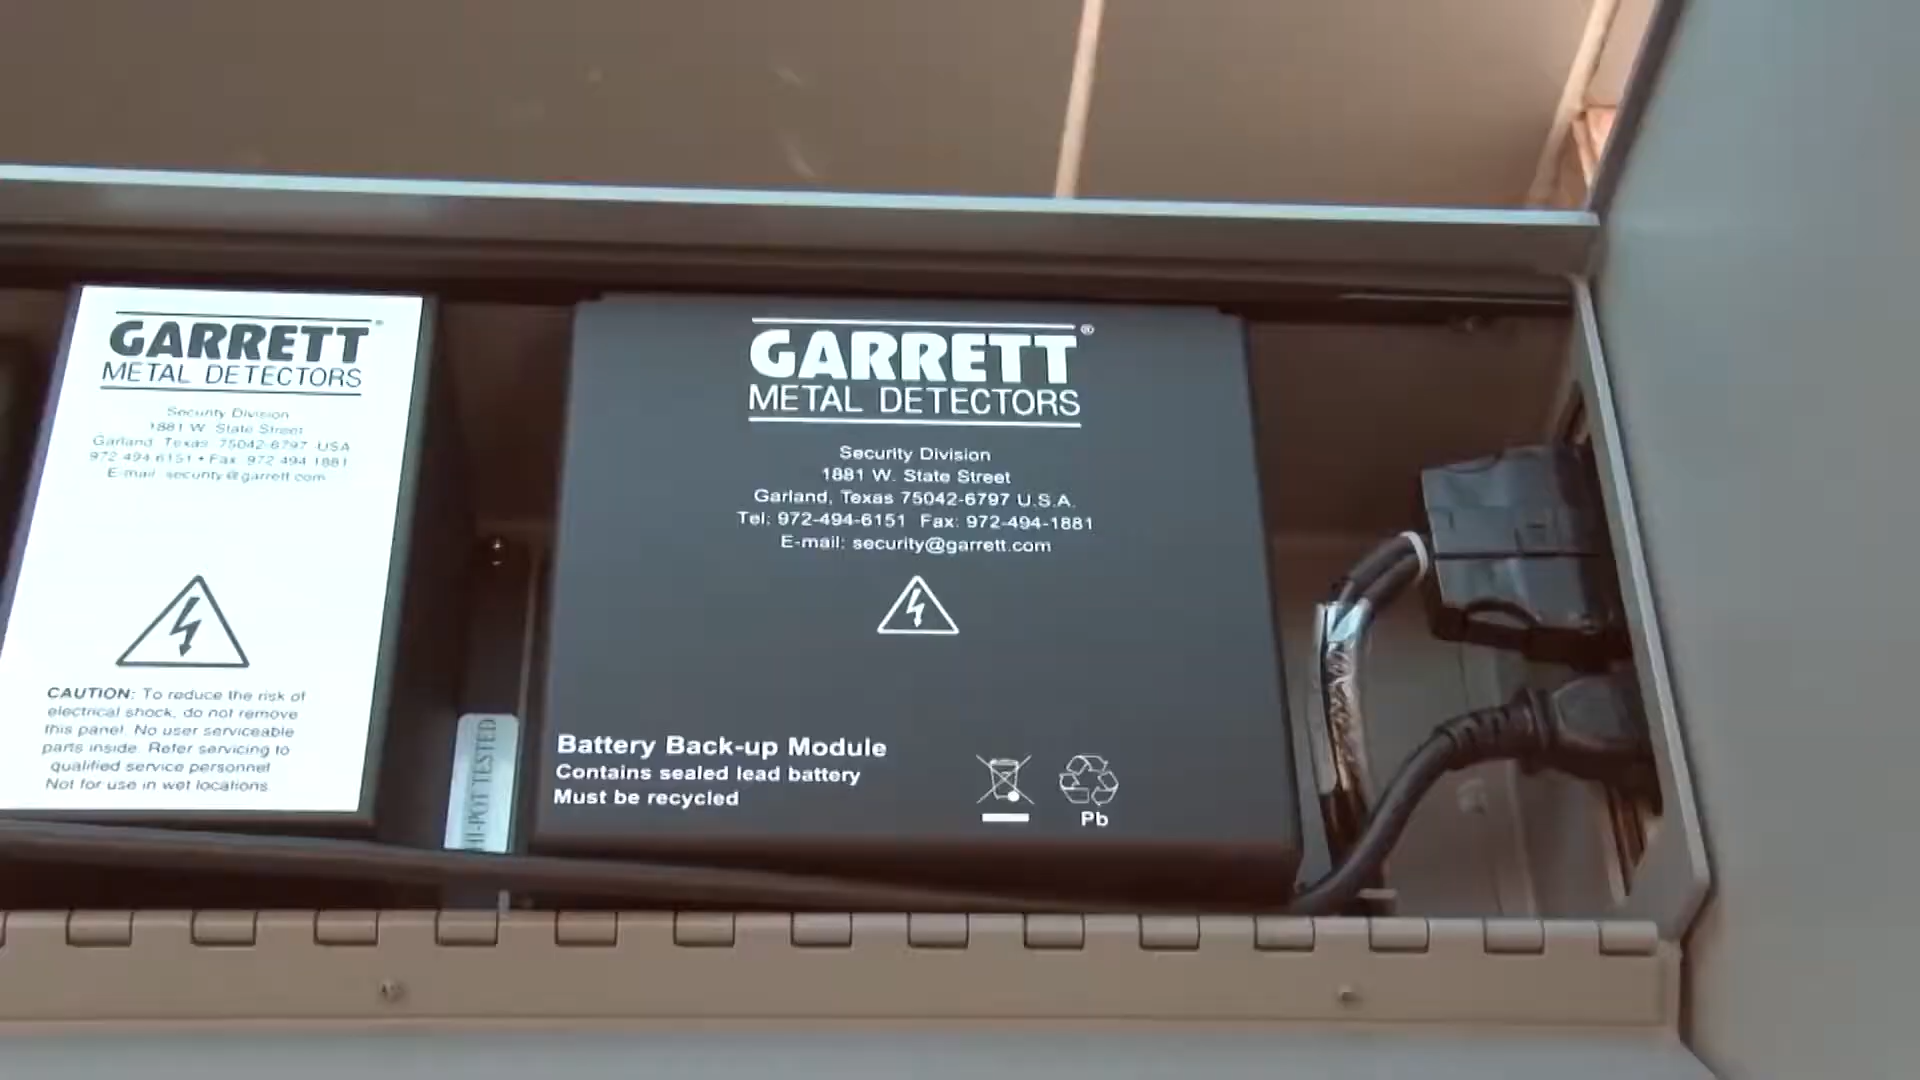 GARRETT®
METAL DETECTORS
Security Division
1881 W. State Street
Garland, Texas 75042-6797 USA
972 494 6151 • Fax 972 494 1881
E-mail: security@garrett.com
CAUTION: To reduce the risk of
electrical shock, do not remove
this panel. No user serviceable
parts inside. Refer servicing to
qualified service personnel
Not for use in wet locations
HI-POT TESTED
GARRETT®
METAL DETECTORS
Security Division
1881 W. State Street
Garland, Texas 75042-6797 U.S.A.
Tel: 972-494-6151 Fax: 972-494-1881
E-mail: security@garrett.com
Battery Back-up Module
Contains sealed lead battery
Must be recycled
Pb